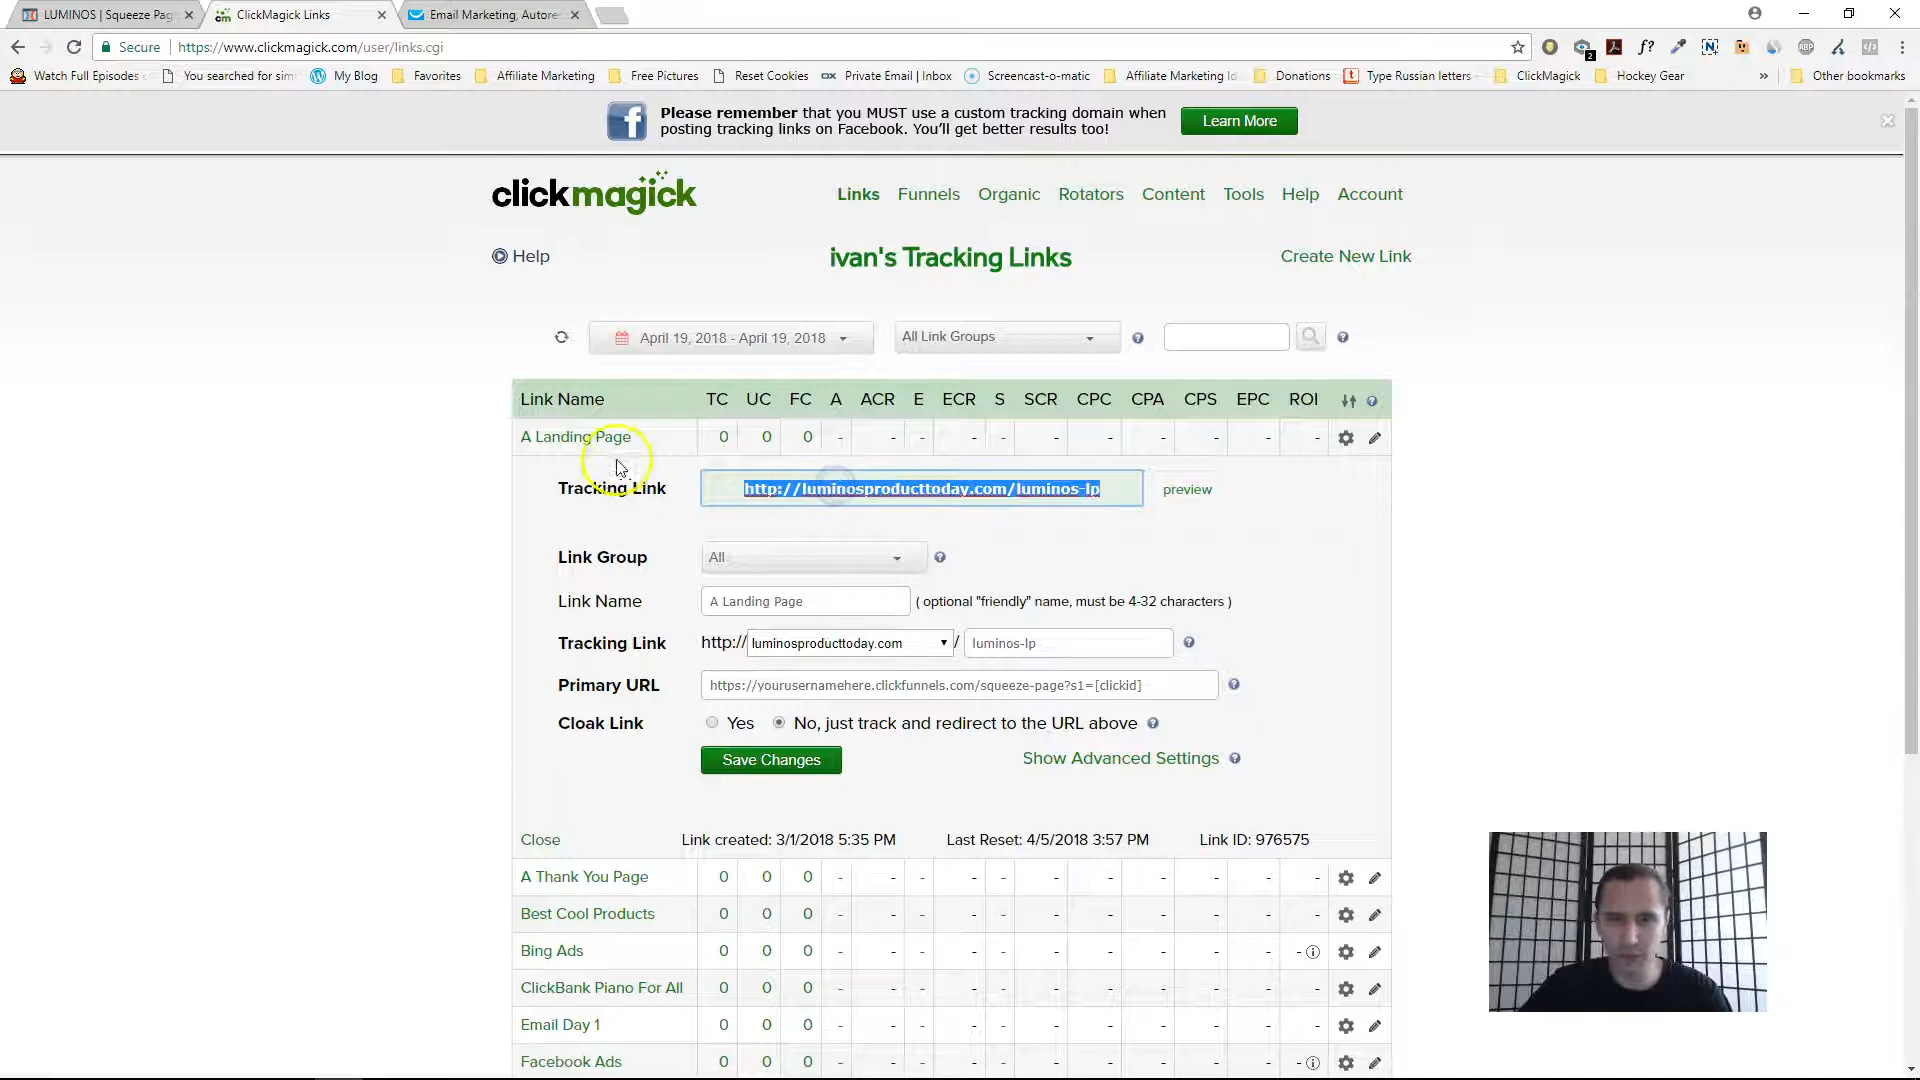 LUMINOS | Squeeze Pag
ClickMagick Links
Email Marketing, Autores
Secure
https://www.clickmagick.com/user/links.cgi
Watch Full Episodes
You searched for sim
My Blog
Favorites
Affiliate Marketing
Free Pictures
Reset Cookies
Private Email | Inbox
Screencast-o-matic
Affiliate Marketing Id
Donations
Type Russian letters
ClickMagick
Hockey Gear
»
Other bookmarks
Please remember that you MUST use a custom tracking domain when
posting tracking links on Facebook. You'll get better results too!
Learn More
clickmagick
Links Funnels Organic Rotators Content Tools Help Account
Help
ivan's Tracking Links
Create New Link
April 19, 2018 - April 19, 2018
All Link Groups
Link Name TC UC FC A ACR E ECR S SCR CPC CPA CPS EPC ROI
A Landing Page 0 0 0 - - - - - - - - - - -
Tracking Link http://luminosproducttoday.com/luminos-lp preview
Link Group All
Link Name A Landing Page ( optional "friendly" name, must be 4-32 characters )
Tracking Link http:// luminosproducttoday.com / luminos-lp
Primary URL https://yourusernamehere.clickfunnels.com/squeeze-page?s1=[clickid]
Cloak Link Yes No, just track and redirect to the URL above
Save Changes Show Advanced Settings
Close Link created: 3/1/2018 5:35 PM Last Reset: 4/5/2018 3:57 PM Link ID: 976575
A Thank You Page 0 0 0 - - - - - - - - - - -
Best Cool Products 0 0 0 - - - - - - - - - - -
Bing Ads 0 0 0 - - - - - - - - - - -
ClickBank Piano For All 0 0 0 - - - - - - - - - - -
Email Day 1 0 0 0 - - - - - - - - - - -
Facebook Ads 0 0 0 - - - - - - - - - - -